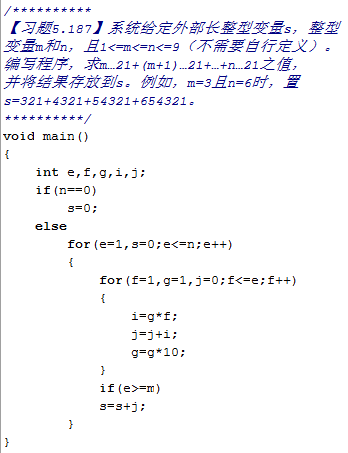 /**********
【习题5.187】系统给定外部长整型变量s，整型
变量m和n，且1<=m<=n<=9（不需要自行定义）。
编写程序，求m…21+(m+1)…21+…+n…21之值，
并将结果存放到s。例如，m=3且n=6时，置
s=321+4321+54321+654321。
**********/
void main()
{
    int e,f,g,i,j;
    if(n==0)
        s=0;
    else
        for(e=1,s=0;e<=n;e++)
        {
            for(f=1,g=1,j=0;f<=e;f++)
            {
                i=g*f;
                j=j+i;
                g=g*10;
            }
            if(e>=m)
            s=s+j;
        }
}